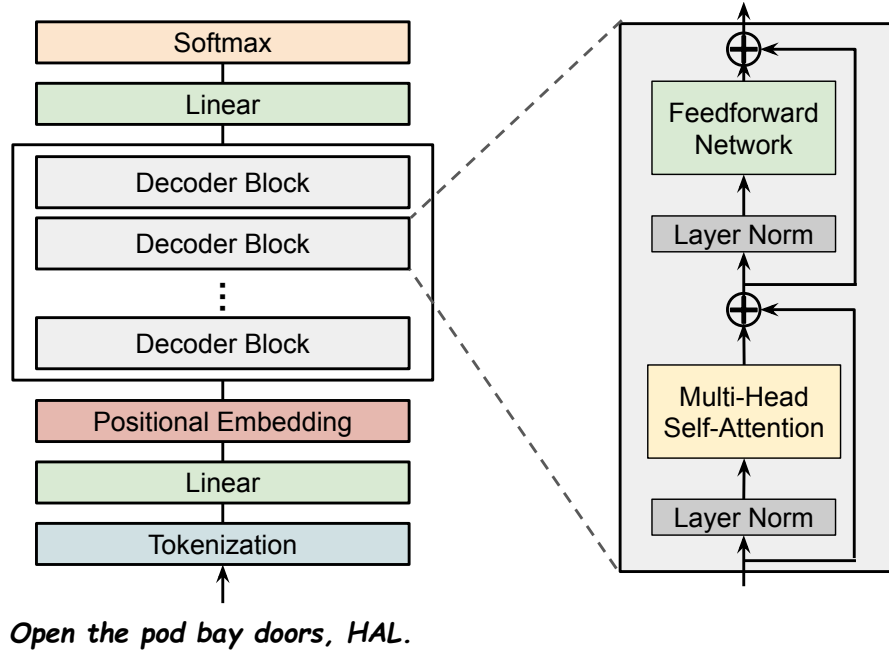 Softmax
Linear
Decoder Block
Decoder Block
Decoder Block
Positional Embedding
Linear
Tokenization
Open the pod bay doors, HAL.
Feedforward
Network
Layer Norm
Multi-Head
Self-Attention
Layer Norm